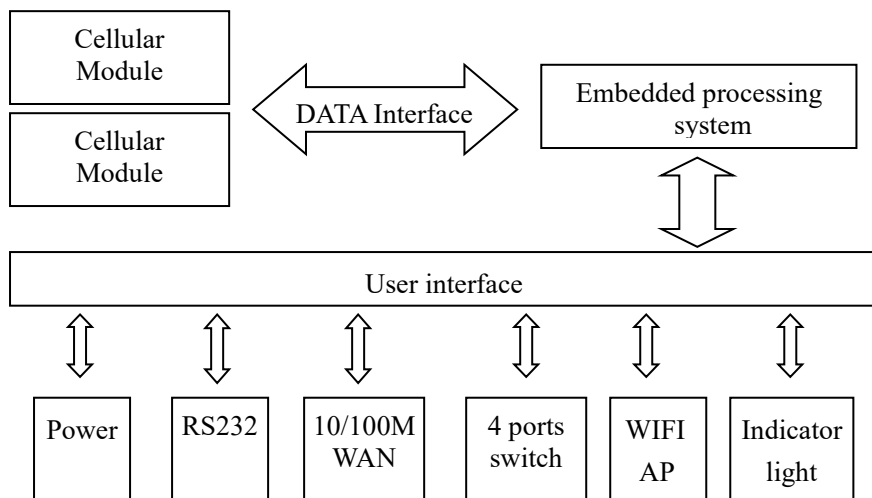 Cellular
Module
Cellular
Module
DATA Interface
Embedded processing
system
User interface
Power
RS232
10/100M
WAN
4 ports
switch
WIFI
AP
Indicator
light